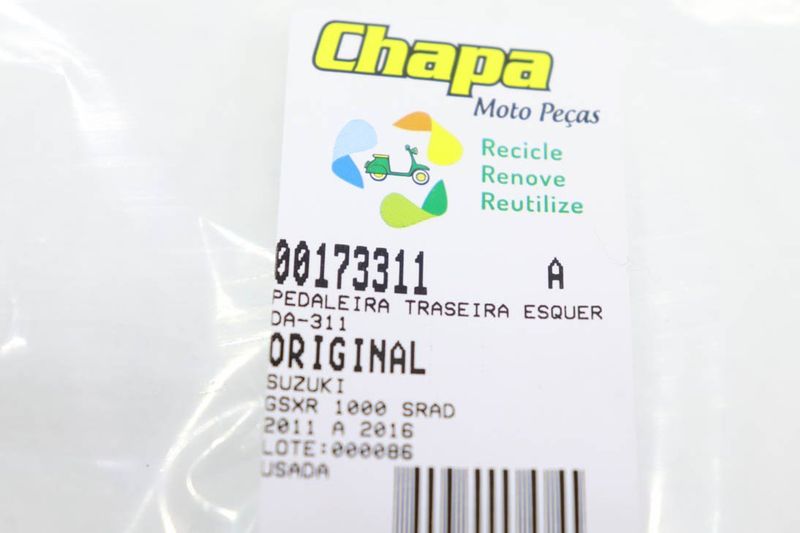 Chapa
Moto Peças
Recicle
Renove
Reutilize
00173311 A
PEDALEIRA TRASEIRA ESQUER
DA-311
ORIGINAL
SUZUKI
GSXR 1000 SRAD
2011 A 2016
LOTE:000086
USADA